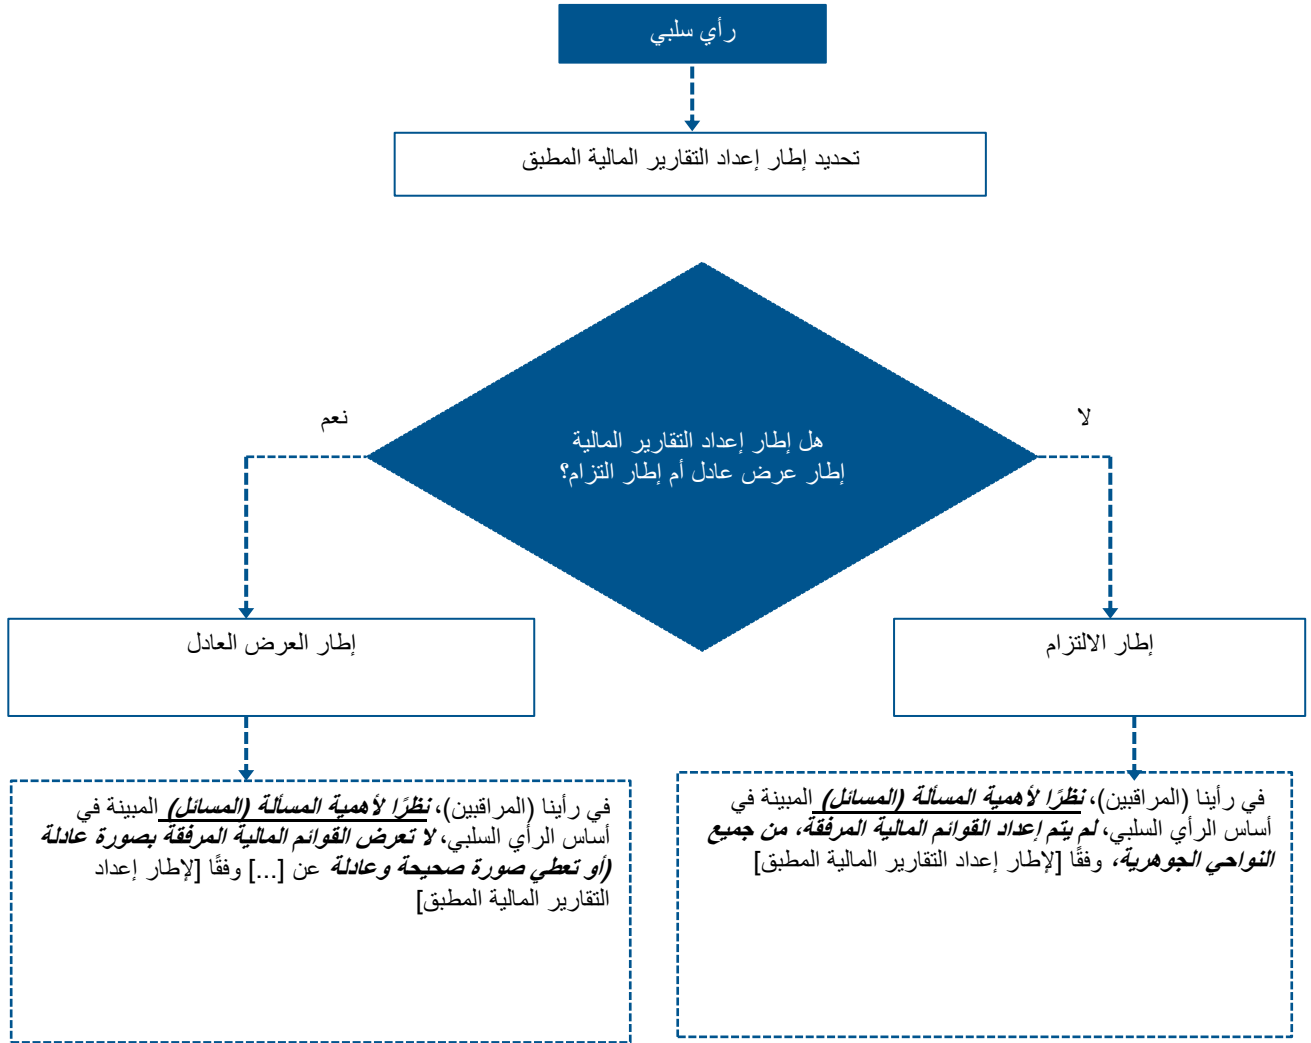 رأي سلبي
تحديد إطار إعداد التقارير المالية المطبق
هل إطار إعداد التقارير المالية
إطار عرض عادل أم إطار التزام؟
لا
نعم
إطار الالتزام
إطار العرض العادل
في رأينا (المراقبين)، نظرًا لأهمية المسألة (المسائل) المبينة في
أساس الرأي السلبي، لم يتم إعداد القوائم المالية المرفقة، من جميع
النواحي الجوهرية، وفقًا [لإطار إعداد التقارير المالية المطبق]
في رأينا (المراقبين)، نظرًا لأهمية المسألة (المسائل) المبينة في
أساس الرأي السلبي، لا تعرض القوائم المالية المرفقة بصورة عادلة
(أو تعطي صورة صحيحة وعادلة عن [...] وفقًا [لإطار إعداد
التقارير المالية المطبق]